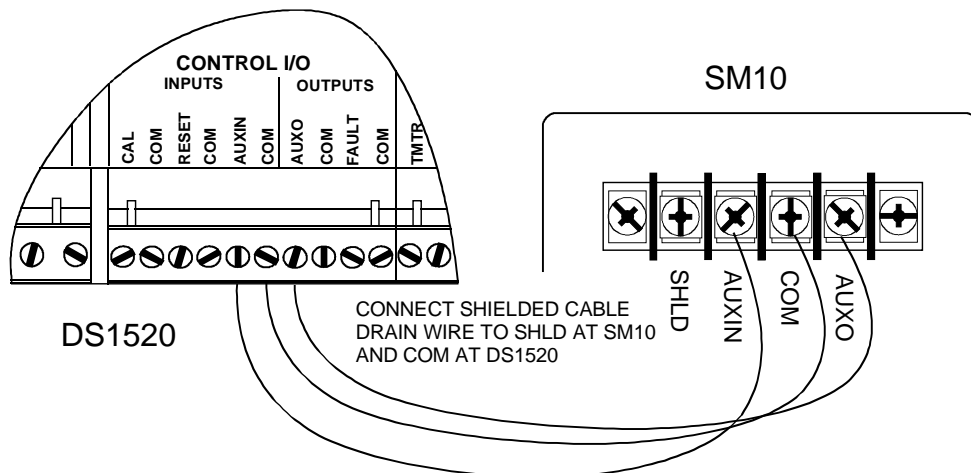 CONTROL I/O
INPUTS OUTPUTS
CAL
COM
RESET
COM
AUXIN
COM
AUXO
COM
FAULT
COM
TMTR
SM10
SHLD
AUXIN
COM
AUXO
DS1520
CONNECT SHIELDED CABLE
DRAIN WIRE TO SHLD AT SM10
AND COM AT DS1520